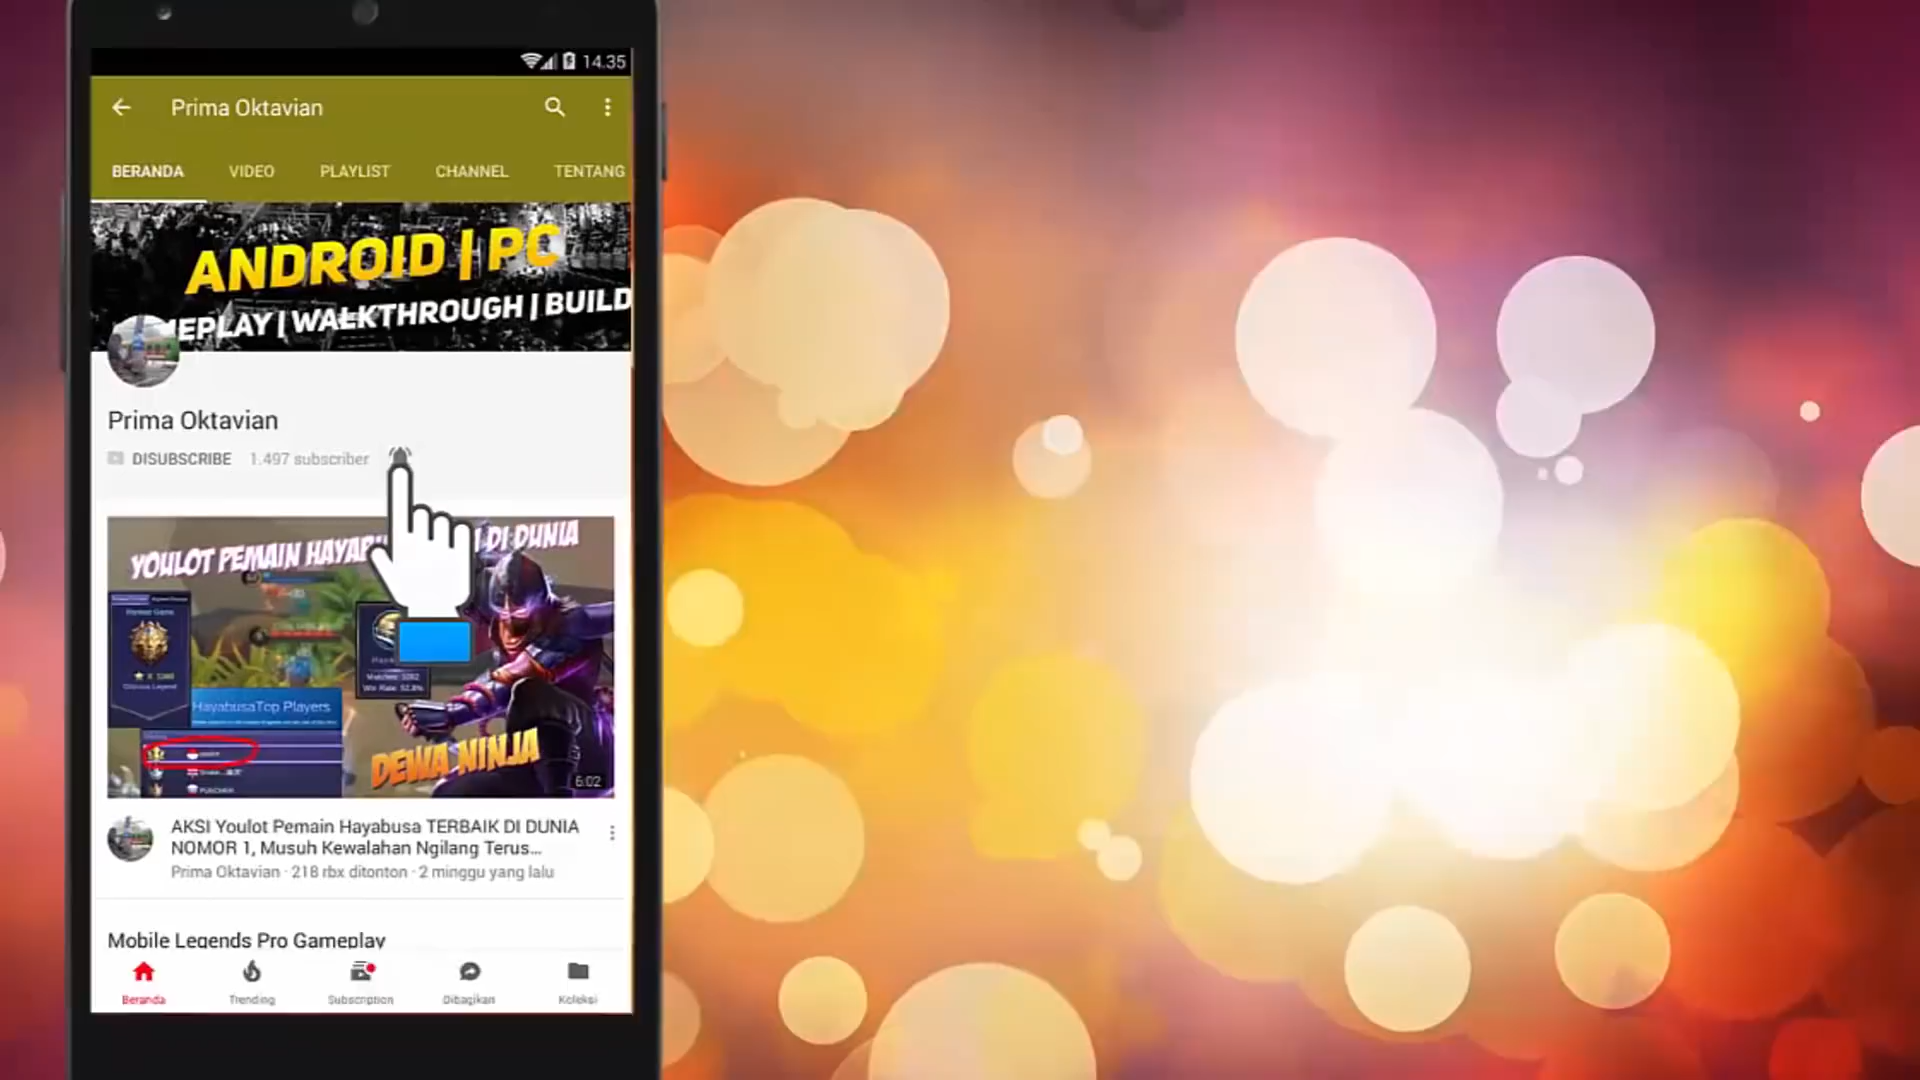 14.35
Prima Oktavian
BERANDA VIDEO PLAYLIST CHANNEL TENTANG
ANDROID | PC
MEPLAY | WALKTHROUGH | BUILD
Prima Oktavian
DISUBSCRIBE 1.497 subscriber
YOULOT PEMAIN HAYAB I DI DUNIA
HayabusaTop Players
DEWA NINJA
6:02
AKSI Youlot Pemain Hayabusa TERBAIK DI DUNIA
NOMOR 1, Musuh Kewalahan Ngilang Terus...
Prima Oktavian · 218 rbx ditonton · 2 minggu yang lalu
Mobile Legends Pro Gameplay
Beranda Trending Subscription Dibagikan Koleksi